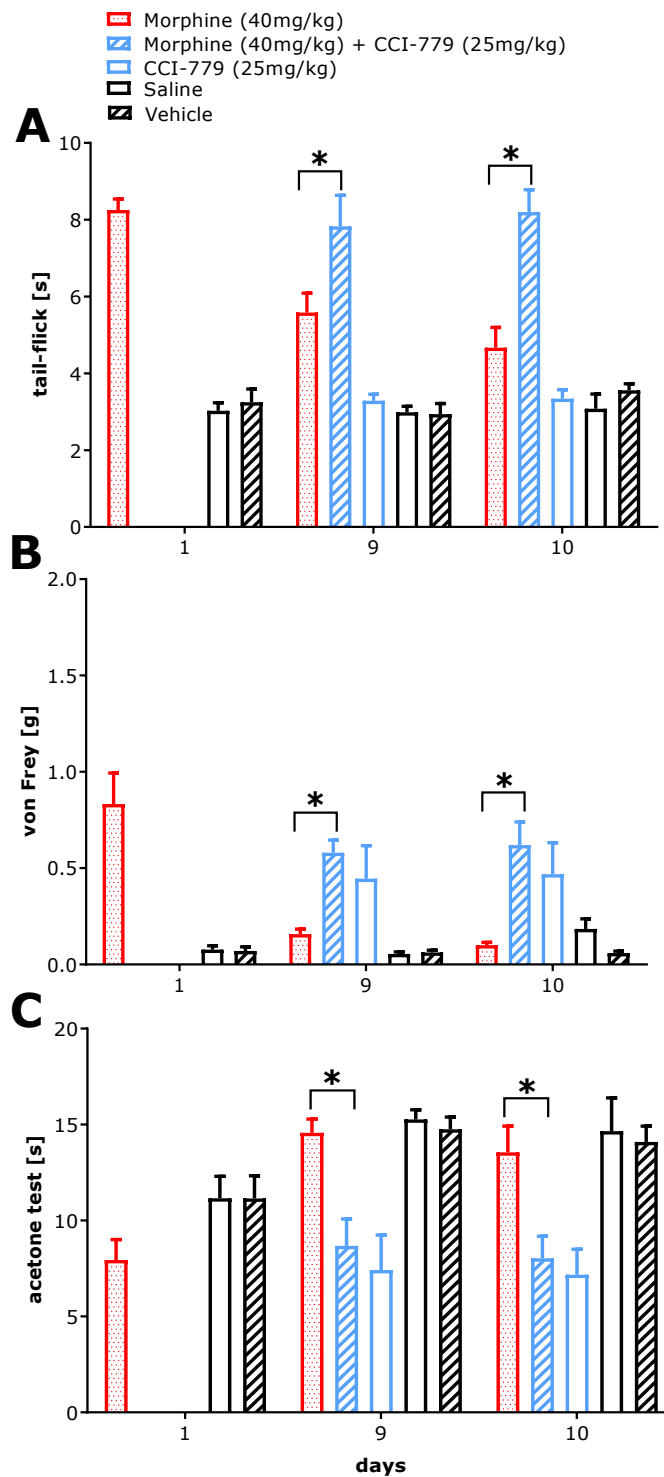 Morphine (40mg/kg)
Morphine (40mg/kg) + CCI-779 (25mg/kg)
CCI-779 (25mg/kg)
Saline
Vehicle
A
10
*
*
8
6
4
2
0
tail-flick [s]
1
9
10
B
2.0
1.5
1.0
*
*
0.5
0.0
von Frey [g]
1
9
10
C
20
*
*
15
10
5
0
acetone test [s]
1
9
10
days